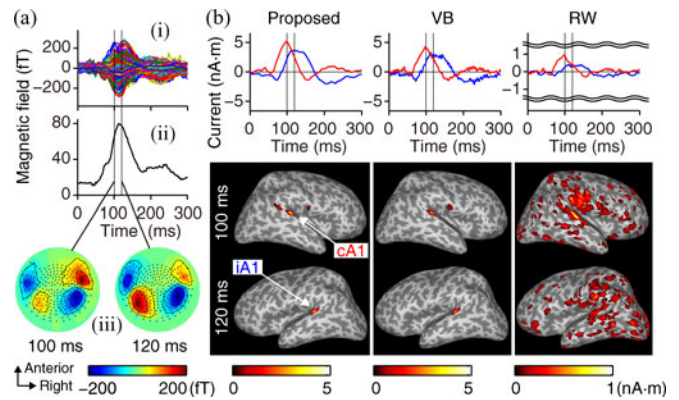 (a)
(i)
200
0
−200
Magnetic field (fT)
(ii)
80
40
0
0 100 200 300
Time (ms)
(iii)
100 ms 120 ms
Anterior
Right
−200 200 (fT)
(b)
Proposed VB RW
Current (nA·m)
5
0
−5
5
0
−5
1
0
−1
0 100 200 300
0 100 200 300
0 100 200 300
Time (ms) Time (ms) Time (ms)
100 ms
cA1
iA1
120 ms
0 5
0 5
0 1 (nA·m)